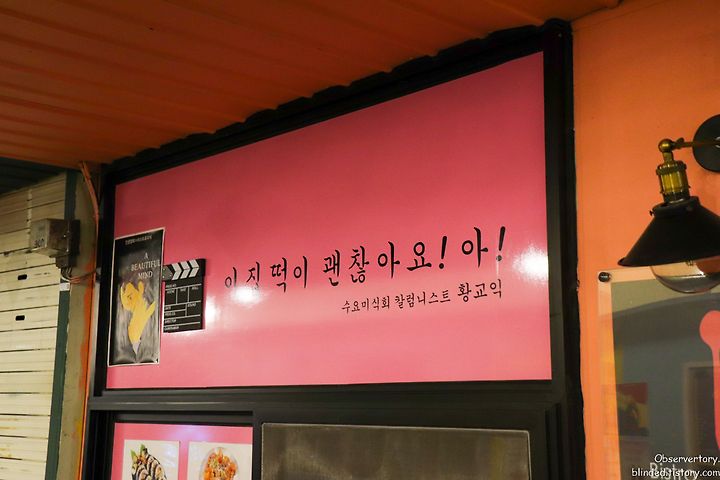 이 집 떡이 괜찮아요! 아!
수요미식회 칼럼니스트 황교익
A
BEAUTIFUL
MIND
Observertory.
blinded.tistory.com